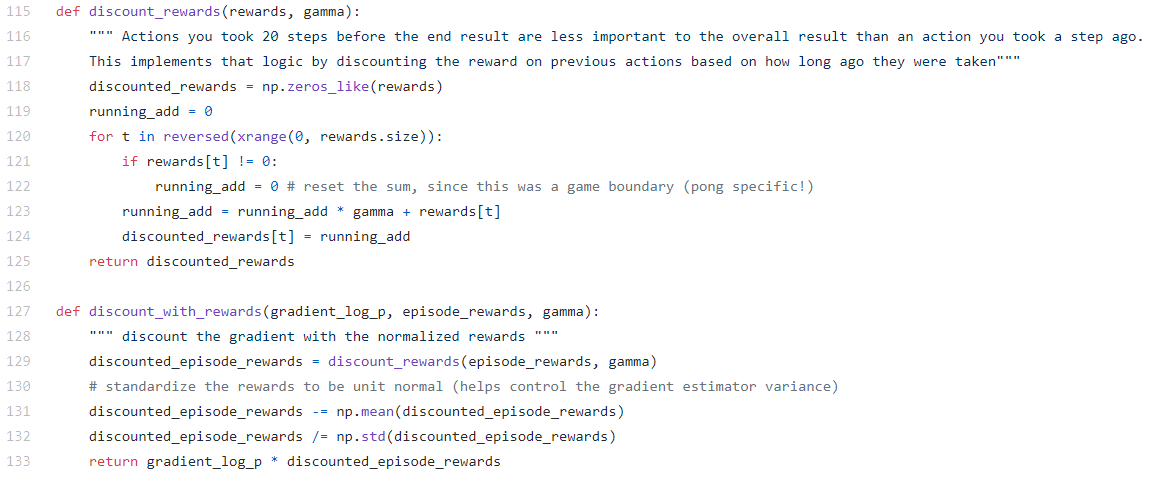 115 def discount_rewards(rewards, gamma):
116     """ Actions you took 20 steps before the end result are less important to the overall result than an action you took a step ago.
117     This implements that logic by discounting the reward on previous actions based on how long ago they were taken"""
118     discounted_rewards = np.zeros_like(rewards)
119     running_add = 0
120     for t in reversed(xrange(0, rewards.size)):
121         if rewards[t] != 0:
122             running_add = 0 # reset the sum, since this was a game boundary (pong specific!)
123         running_add = running_add * gamma + rewards[t]
124         discounted_rewards[t] = running_add
125     return discounted_rewards
126
127 def discount_with_rewards(gradient_log_p, episode_rewards, gamma):
128     """ discount the gradient with the normalized rewards """
129     discounted_episode_rewards = discount_rewards(episode_rewards, gamma)
130     # standardize the rewards to be unit normal (helps control the gradient estimator variance)
131     discounted_episode_rewards -= np.mean(discounted_episode_rewards)
132     discounted_episode_rewards /= np.std(discounted_episode_rewards)
133     return gradient_log_p * discounted_episode_rewards